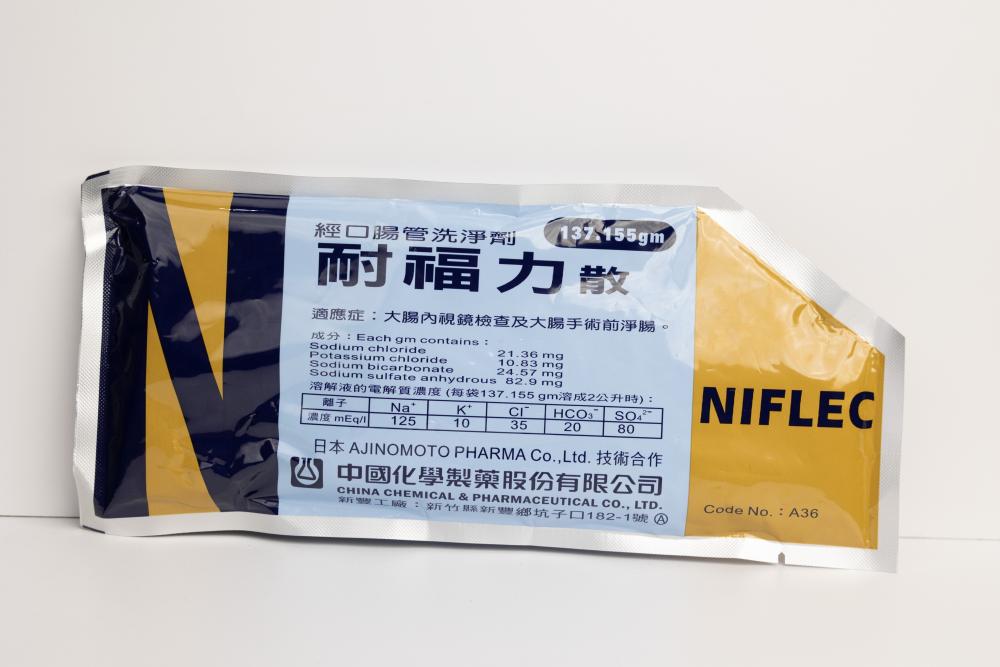 經口腸管洗淨劑
137.155gm
耐福力散
適應症：大腸內視鏡檢查及大腸手術前淨腸。
成分：Each gm contains：
Sodium chloride 21.36 mg
Potassium chloride 10.83 mg
Sodium bicarbonate 24.57 mg
Sodium sulfate anhydrous 82.9 mg
溶解液的電解質濃度 (每袋137.155 gm溶成2公升時)：
離子 Na⁺ K⁺ Cl⁻ HCO₃⁻ SO₄²⁻
濃度 mEq/l 125 10 35 20 80
日本 AJINOMOTO PHARMA Co.,Ltd. 技術合作
中國化學製藥股份有限公司
CHINA CHEMICAL & PHARMACEUTICAL CO., LTD.
新豐工廠：新竹縣新豐鄉坑子口182-1號 Ⓐ
NIFLEC
Code No.：A36